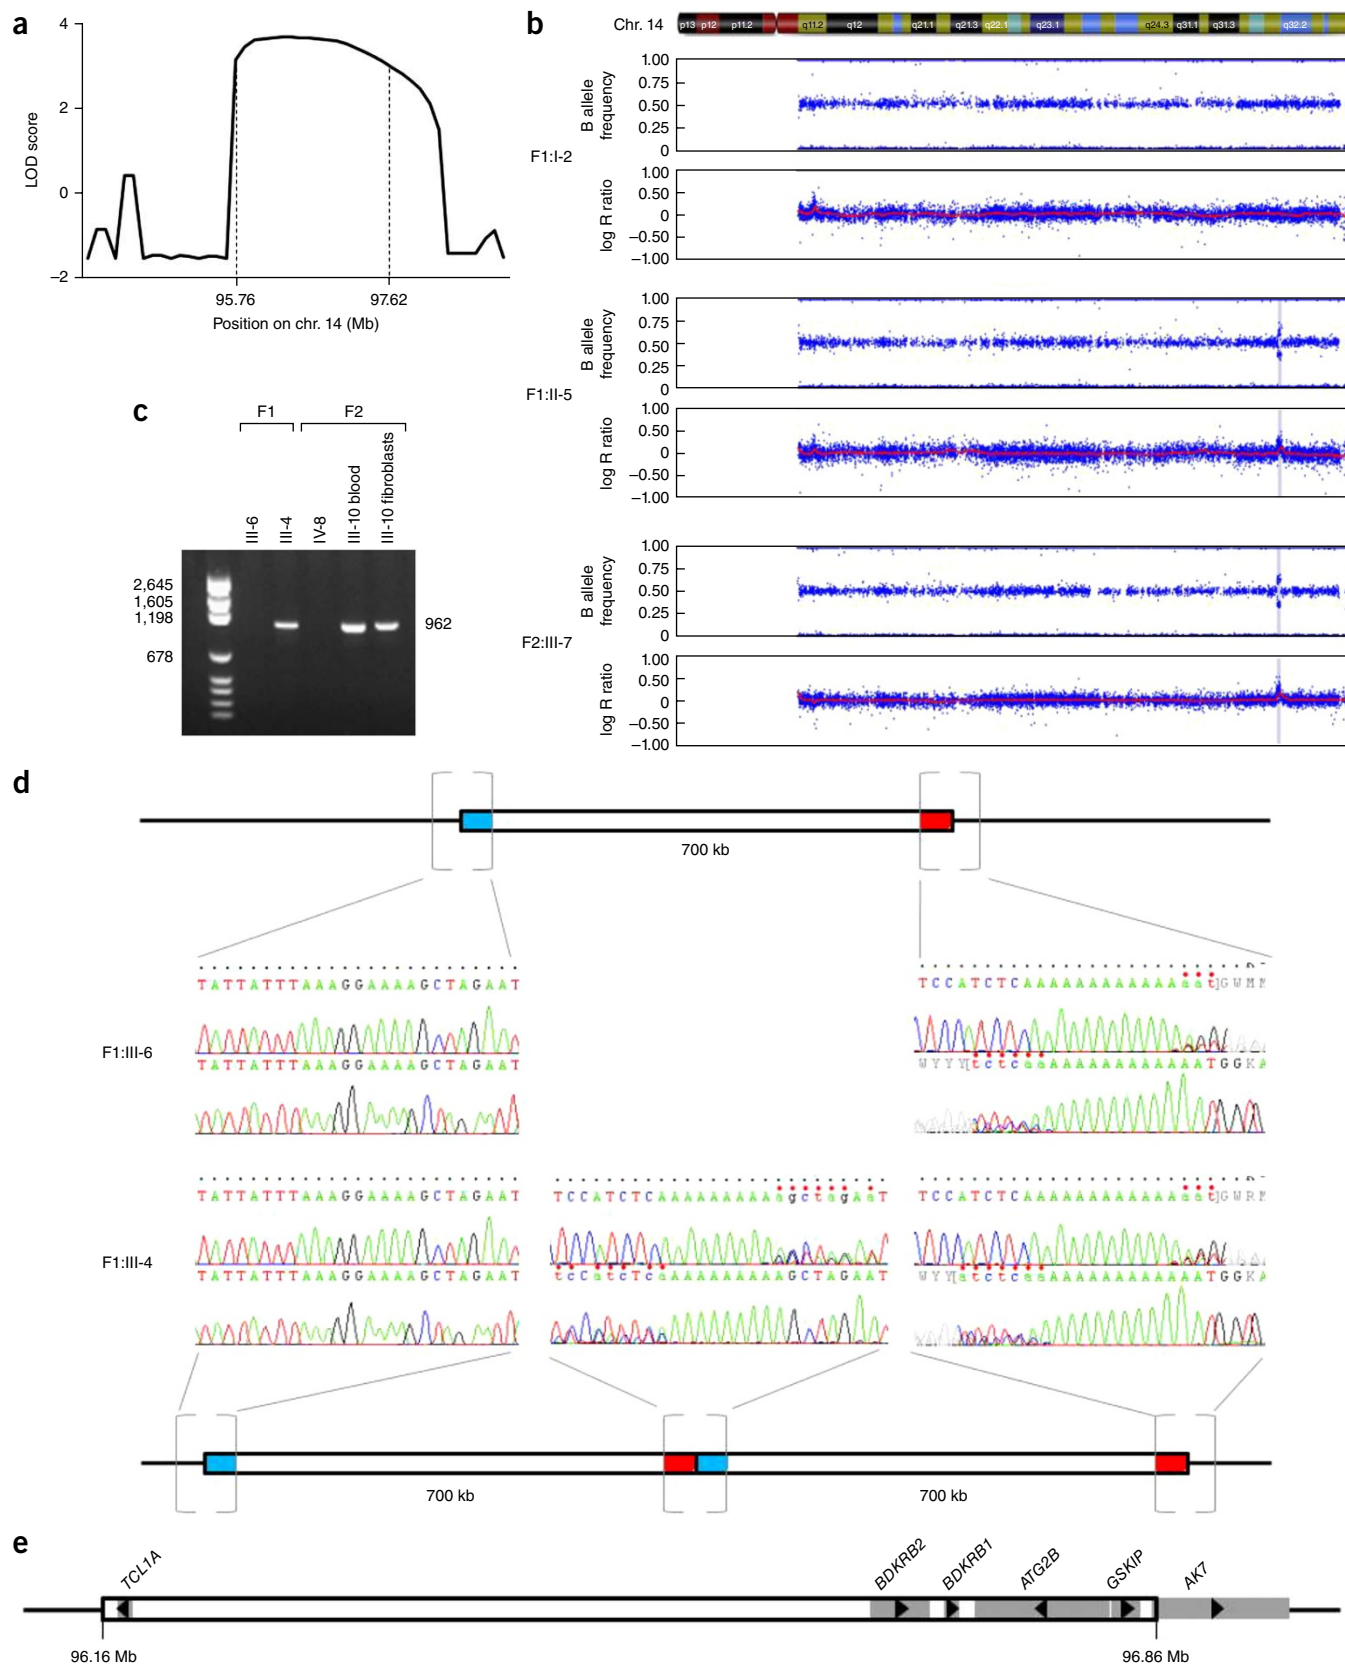 a
4
2
0
−2
LOD score
95.76
97.62
Position on chr. 14 (Mb)
b
Chr. 14
p13 p12 p11.2 q11.2 q12 q21.1 q21.3 q22.1 q23.1 q24.3 q31.1 q31.3 q32.2
F1:I-2
B allele frequency
1.00
0.75
0.50
0.25
0
log R ratio
1.00
0.50
0
−0.50
−1.00
F1:II-5
B allele frequency
1.00
0.75
0.50
0.25
0
log R ratio
1.00
0.50
0
−0.50
−1.00
F2:III-7
B allele frequency
1.00
0.75
0.50
0.25
0
log R ratio
1.00
0.50
0
−0.50
−1.00
c
F1
F2
III-6
III-4
IV-8
III-10 blood
III-10 fibroblasts
2,645
1,605
1,198
678
962
d
700 kb
F1:III-6
TATTATTTAAAGGAAAAGCTAGAAT
TATTATTTAAAGGAAAAGCTAGAAT
F1:III-4
TATTATTTAAAGGAAAAGCTAGAAT
TATTATTTAAAGGAAAAGCTAGAAT
700 kb
700 kb
e
TCL1A
BDKRB2
BDKRB1
ATG2B
GSKIP
AK7
96.16 Mb
96.86 Mb